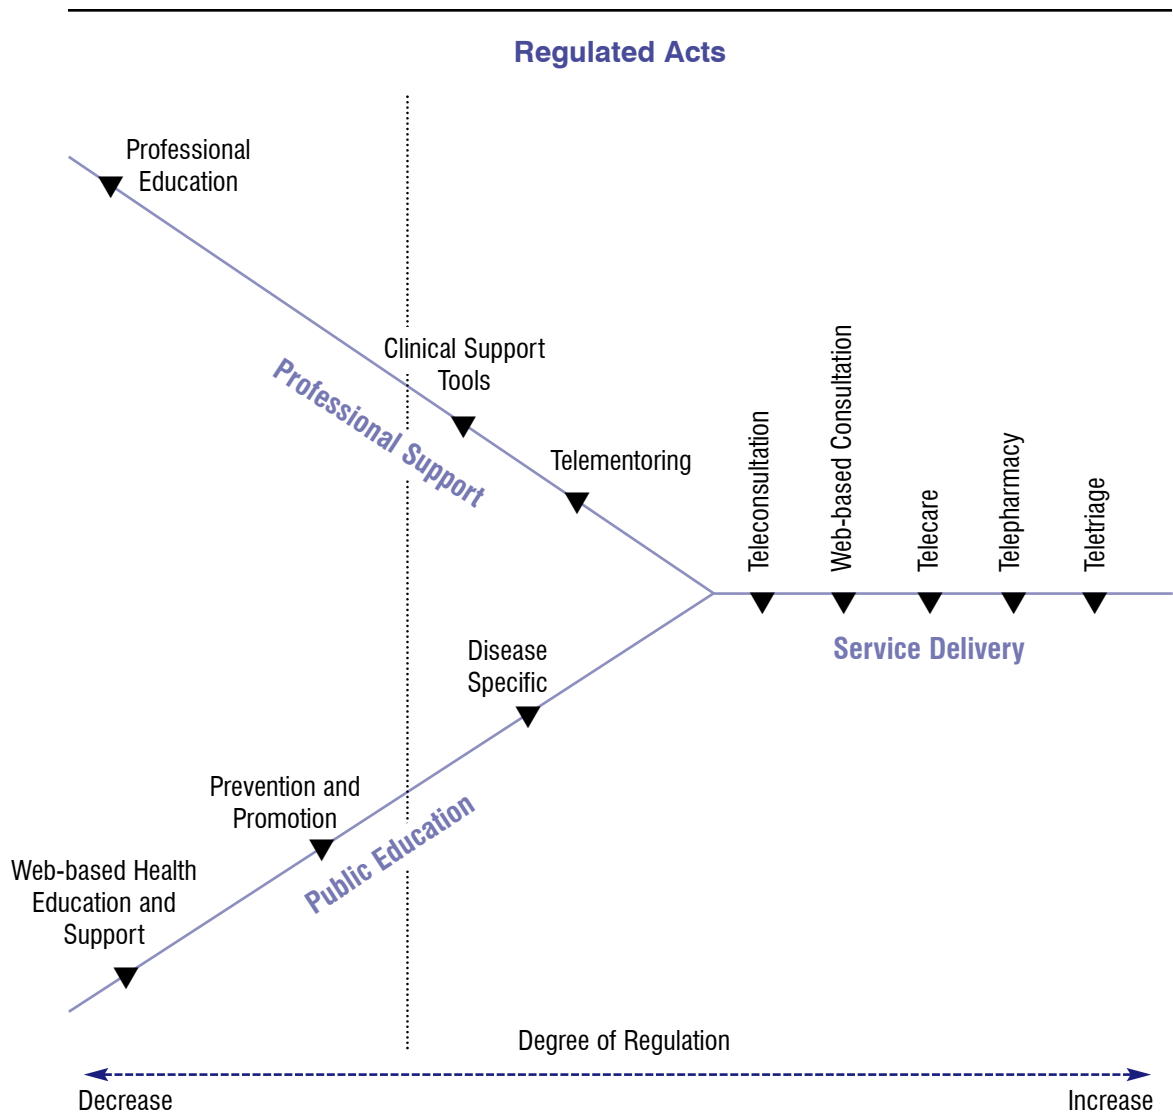 Regulated Acts
Professional
Education
Clinical Support
Tools
Professional Support
Telementoring
Teleconsultation
Web-based Consultation
Telecare
Telepharmacy
Teletriage
Service Delivery
Disease
Specific
Prevention and
Promotion
Public Education
Web-based Health
Education and
Support
Degree of Regulation
Decrease
Increase